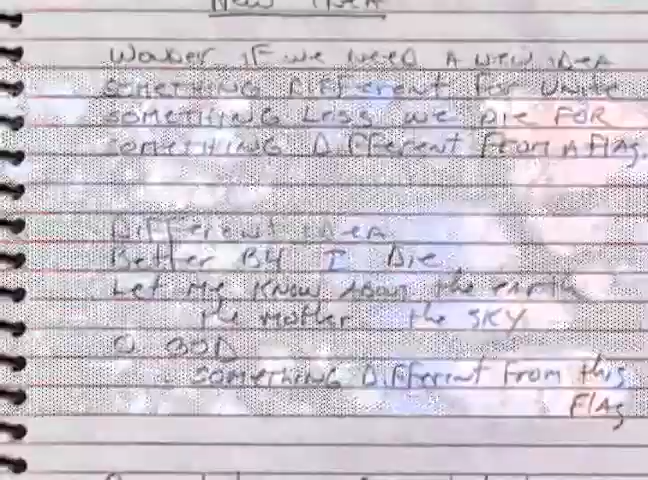 New Idea
Wonder if we need a new idea
something different for unite
something less we die for
something different from a flag.
Different idea
Better By I Die
Let me know about the earth
the mother the sky
O GOD
something different from this
flag